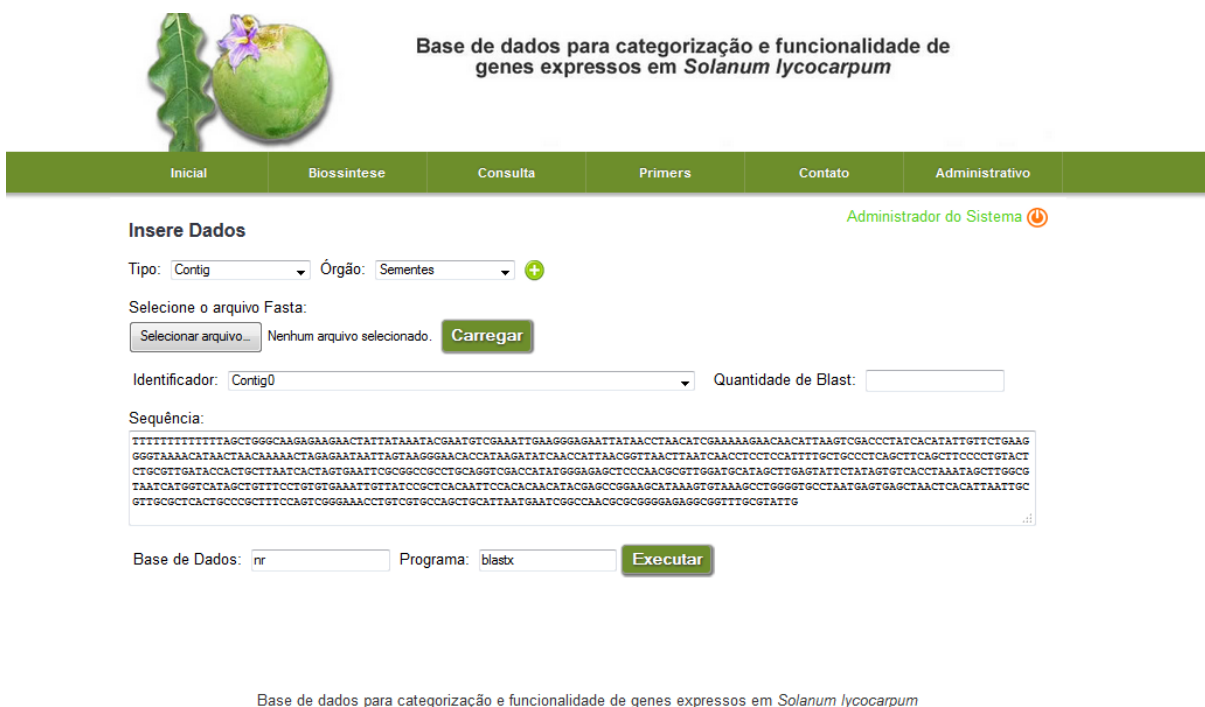 Base de dados para categorização e funcionalidade de
genes expressos em Solanum lycocarpum
Inicial Biossíntese Consulta Primers Contato Administrativo
Administrador do Sistema
Insere Dados
Tipo: Contig Órgão: Sementes
Selecione o arquivo Fasta:
Selecionar arquivo... Nenhum arquivo selecionado. Carregar
Identificador: Contig0 Quantidade de Blast:
Sequência:
TTTTTTTTTTTTTAGCTGGGCAAGAGAAGAACTATTATAAATACGAATGTCGAAATTGAAGGGAGAATTATAACCTAACATCGAAAAAGAACAACATTAAGTCGACCCTATCACATATTGTTCTGAAG
GGGTAAAACATAACTAACAAAAACTAGAGAATAATTAGTAAGGGAACACCATAAGATATCAACCATTAACGGTTAACTTAATCAACCTCCTCCATTTTGCTGCCCTCAGCTTCAGCTTCCCCTGTACT
CTGCGTTGATACCACTGCTTAATCACTAGTGAATTCGCGGCCGCCTGCAGGTCGACCATATGGGAGAGCTCCCAACGCGTTGGATGCATAGCTTGAGTATTCTATAGTGTCACCTAAATAGCTTGGCG
TAATCATGGTCATAGCTGTTTCCTGTGTGAAATTGTTATCCGCTCACAATTCCACACAACATACGAGCCGGAAGCATAAAGTGTAAAGCCTGGGGTGCCTAATGAGTGAGCTAACTCACATTAATTGC
GTTGCGCTCACTGCCCGCTTTCCAGTCGGGAAACCTGTCGTGCCAGCTGCATTAATGAATCGGCCAACGCGCGGGGAGAGGCGGTTTGCGTATTG
Base de Dados: nr Programa: blastx Executar
Base de dados para categorização e funcionalidade de genes expressos em Solanum lycocarpum